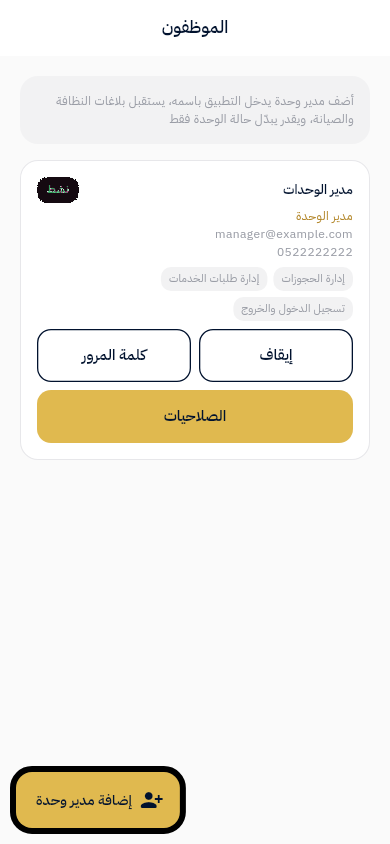 الموظفون
أضف مدير وحدة يدخل التطبيق باسمه، يستقبل بلاغات النظافة
والصيانة، ويقدر يبدّل حالة الوحدة فقط
مدير الوحدات
نشط
مدير الوحدة
manager@example.com
0522222222
إدارة الحجوزات
إدارة طلبات الخدمات
تسجيل الدخول والخروج
إيقاف
كلمة المرور
الصلاحيات
إضافة مدير وحدة